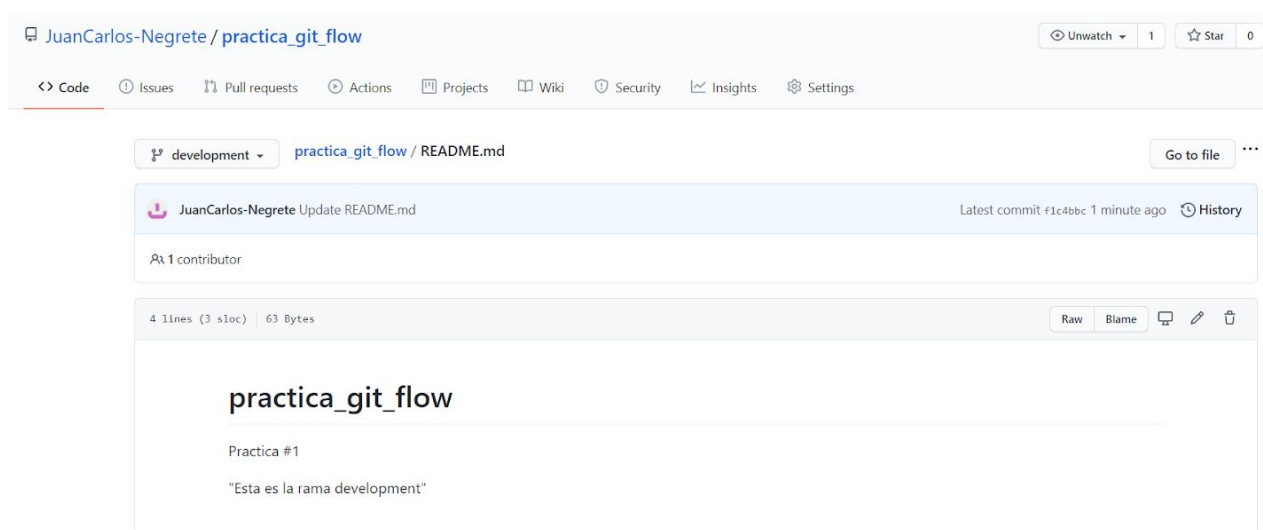 JuanCarlos-Negrete / practica_git_flow
Unwatch 1 Star 0
Code Issues Pull requests Actions Projects Wiki Security Insights Settings
development practica_git_flow / README.md Go to file ...
JuanCarlos-Negrete Update README.md Latest commit f1c4bbc 1 minute ago History
1 contributor
4 lines (3 sloc) 63 Bytes Raw Blame
practica_git_flow
Practica #1
"Esta es la rama development"